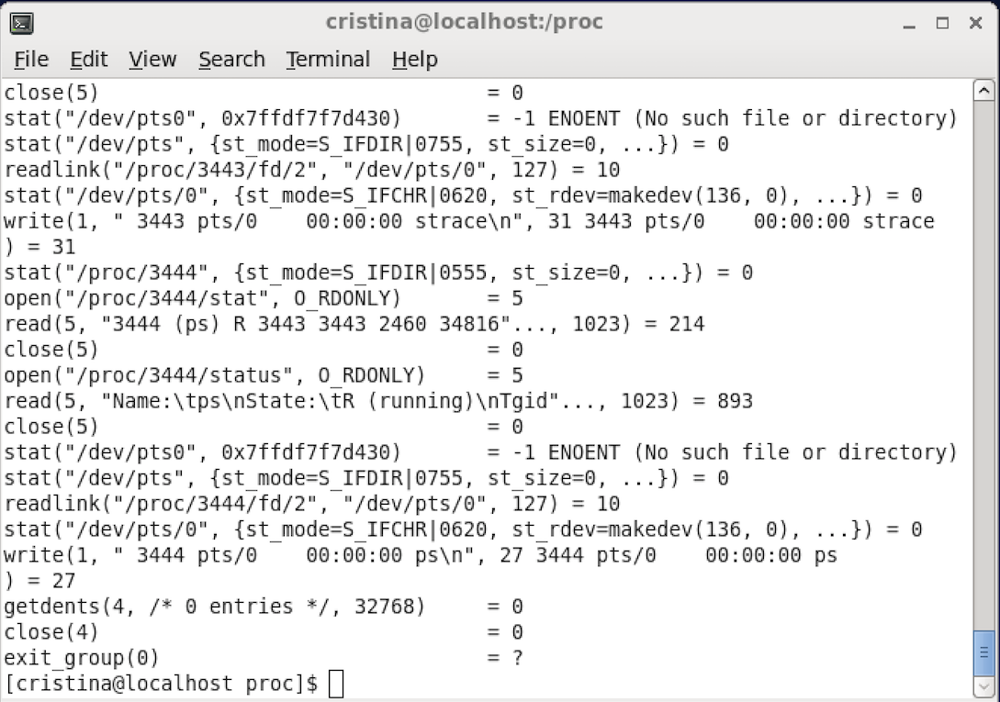 cristina@localhost:/proc
File Edit View Search Terminal Help
close(5)                                = 0
stat("/dev/pts0", 0x7ffdf7f7d430)       = -1 ENOENT (No such file or directory)
stat("/dev/pts", {st_mode=S_IFDIR|0755, st_size=0, ...}) = 0
readlink("/proc/3443/fd/2", "/dev/pts/0", 127) = 10
stat("/dev/pts/0", {st_mode=S_IFCHR|0620, st_rdev=makedev(136, 0), ...}) = 0
write(1, " 3443 pts/0    00:00:00 strace\n", 31 3443 pts/0    00:00:00 strace
) = 31
stat("/proc/3444", {st_mode=S_IFDIR|0555, st_size=0, ...}) = 0
open("/proc/3444/stat", O_RDONLY)       = 5
read(5, "3444 (ps) R 3443 3443 2460 34816"..., 1023) = 214
close(5)                                = 0
open("/proc/3444/status", O_RDONLY)     = 5
read(5, "Name:\tps\nState:\tR (running)\nTgid"..., 1023) = 893
close(5)                                = 0
stat("/dev/pts0", 0x7ffdf7f7d430)       = -1 ENOENT (No such file or directory)
stat("/dev/pts", {st_mode=S_IFDIR|0755, st_size=0, ...}) = 0
readlink("/proc/3444/fd/2", "/dev/pts/0", 127) = 10
stat("/dev/pts/0", {st_mode=S_IFCHR|0620, st_rdev=makedev(136, 0), ...}) = 0
write(1, " 3444 pts/0    00:00:00 ps\n", 27 3444 pts/0    00:00:00 ps
) = 27
getdents(4, /* 0 entries */, 32768)     = 0
close(4)                                = 0
exit_group(0)                           = ?
[cristina@localhost proc]$